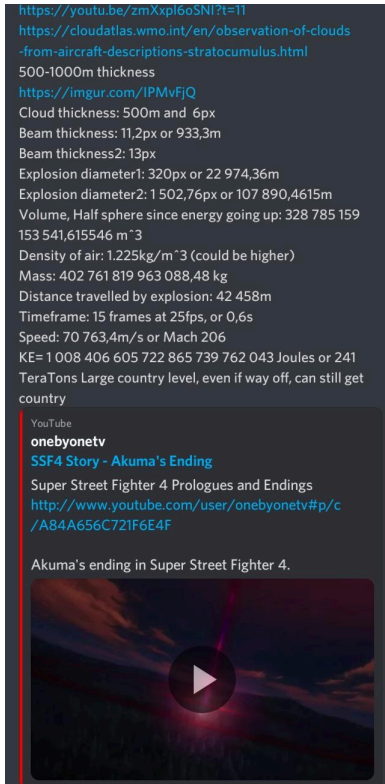 https://youtu.be/zmXxpl6oSNI?t=11
https://cloudatlas.wmo.int/en/observation-of-clouds
-from-aircraft-descriptions-stratocumulus.html
500-1000m thickness
https://imgur.com/IPMvFjQ
Cloud thickness: 500m and  6px
Beam thickness: 11,2px or 933,3m
Beam thickness2: 13px
Explosion diameter1: 320px or 22 974,36m
Explosion diameter2: 1 502,76px or 107 890,4615m
Volume, Half sphere since energy going up: 328 785 159
153 541,615546 m^3
Density of air: 1.225kg/m^3 (could be higher)
Mass: 402 761 819 963 088,48 kg
Distance travelled by explosion: 42 458m
Timeframe: 15 frames at 25fps, or 0,6s
Speed: 70 763,4m/s or Mach 206
KE= 1 008 406 605 722 865 739 762 043 Joules or 241
TeraTons Large country level, even if way off, can still get
country
YouTube
onebyonetv
SSF4 Story - Akuma's Ending
Super Street Fighter 4 Prologues and Endings
http://www.youtube.com/user/onebyonetv#p/c
/A84A656C721F6E4F
Akuma's ending in Super Street Fighter 4.